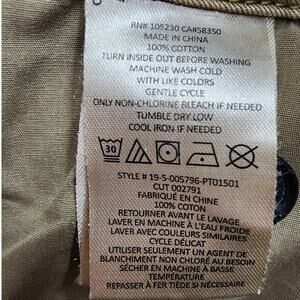 RN# 105230 CA#58350
MADE IN CHINA
100% COTTON
TURN INSIDE OUT BEFORE WASHING
MACHINE WASH COLD
WITH LIKE COLORS
GENTLE CYCLE
ONLY NON-CHLORINE BLEACH IF NEEDED
TUMBLE DRY LOW
COOL IRON IF NEEDED
30
STYLE # 19-S-005796-PT01501
CUT 002791
FABRIQUÉ EN CHINE
100% COTON
RETOURNER AVANT LE LAVAGE
LAVER EN MACHINE À L'EAU FROIDE
LAVER AVEC COULEURS SIMILAIRES
CYCLE DÉLICAT
UTILISER SEULEMENT UN AGENT DE
BLANCHIMENT NON CHLORÉ AU BESOIN
SÉCHER EN MACHINE À BASSE
TEMPÉRATURE
REPASSER À FER TIÈDE SI NÉCESSAIRE